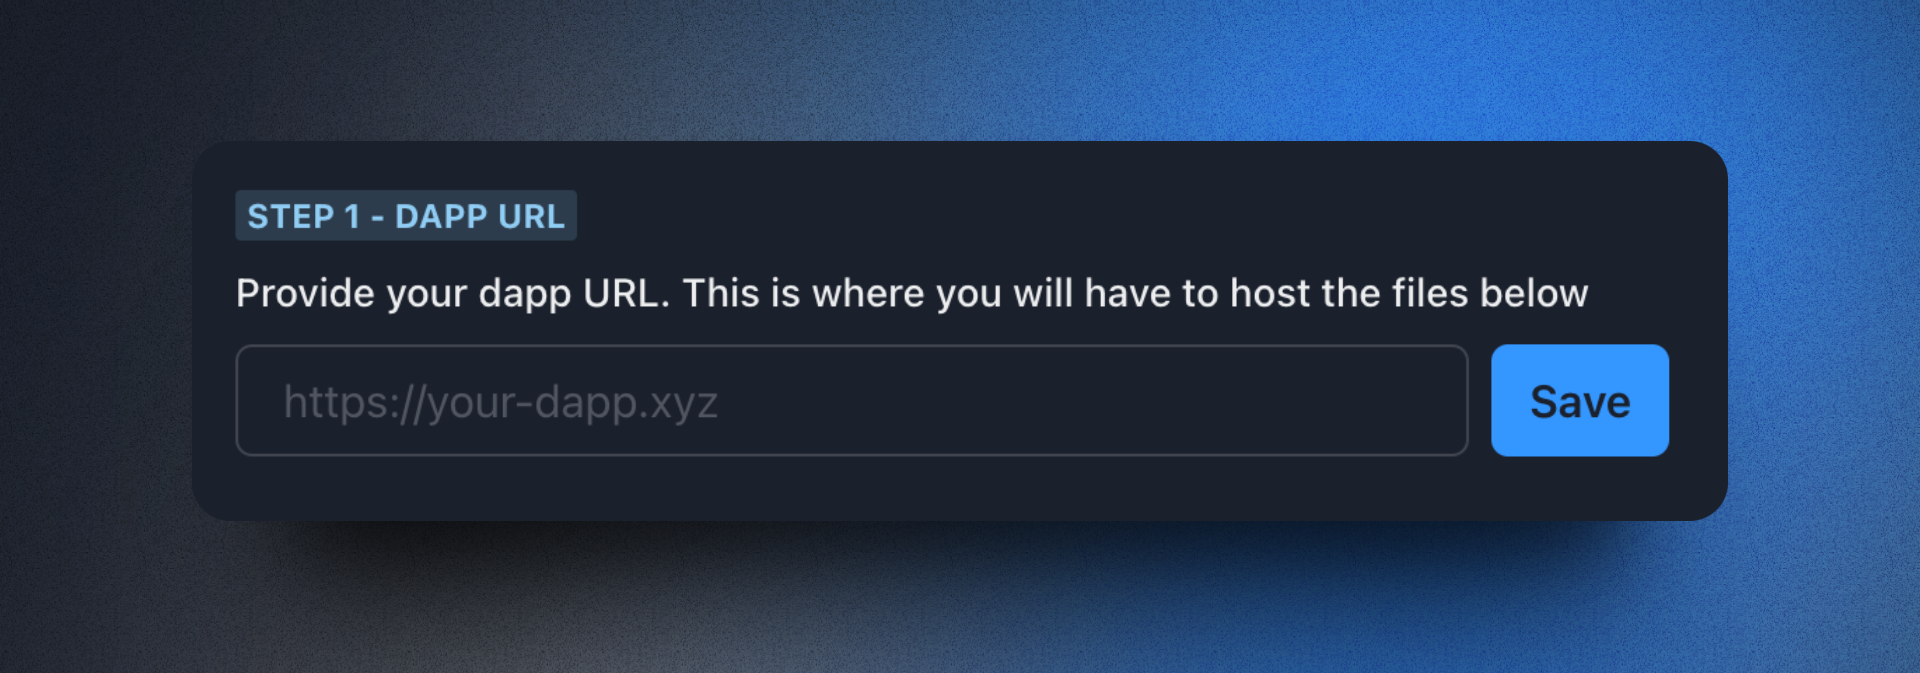 STEP 1 - DAPP URL
Provide your dapp URL. This is where you will have to host the files below
https://your-dapp.xyz
Save